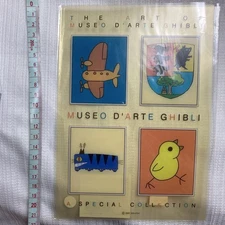 THE ART OF
MUSEO D'ARTE GHIBLI
MUSEO D'ARTE GHIBLI
SPECIAL COLLECTION